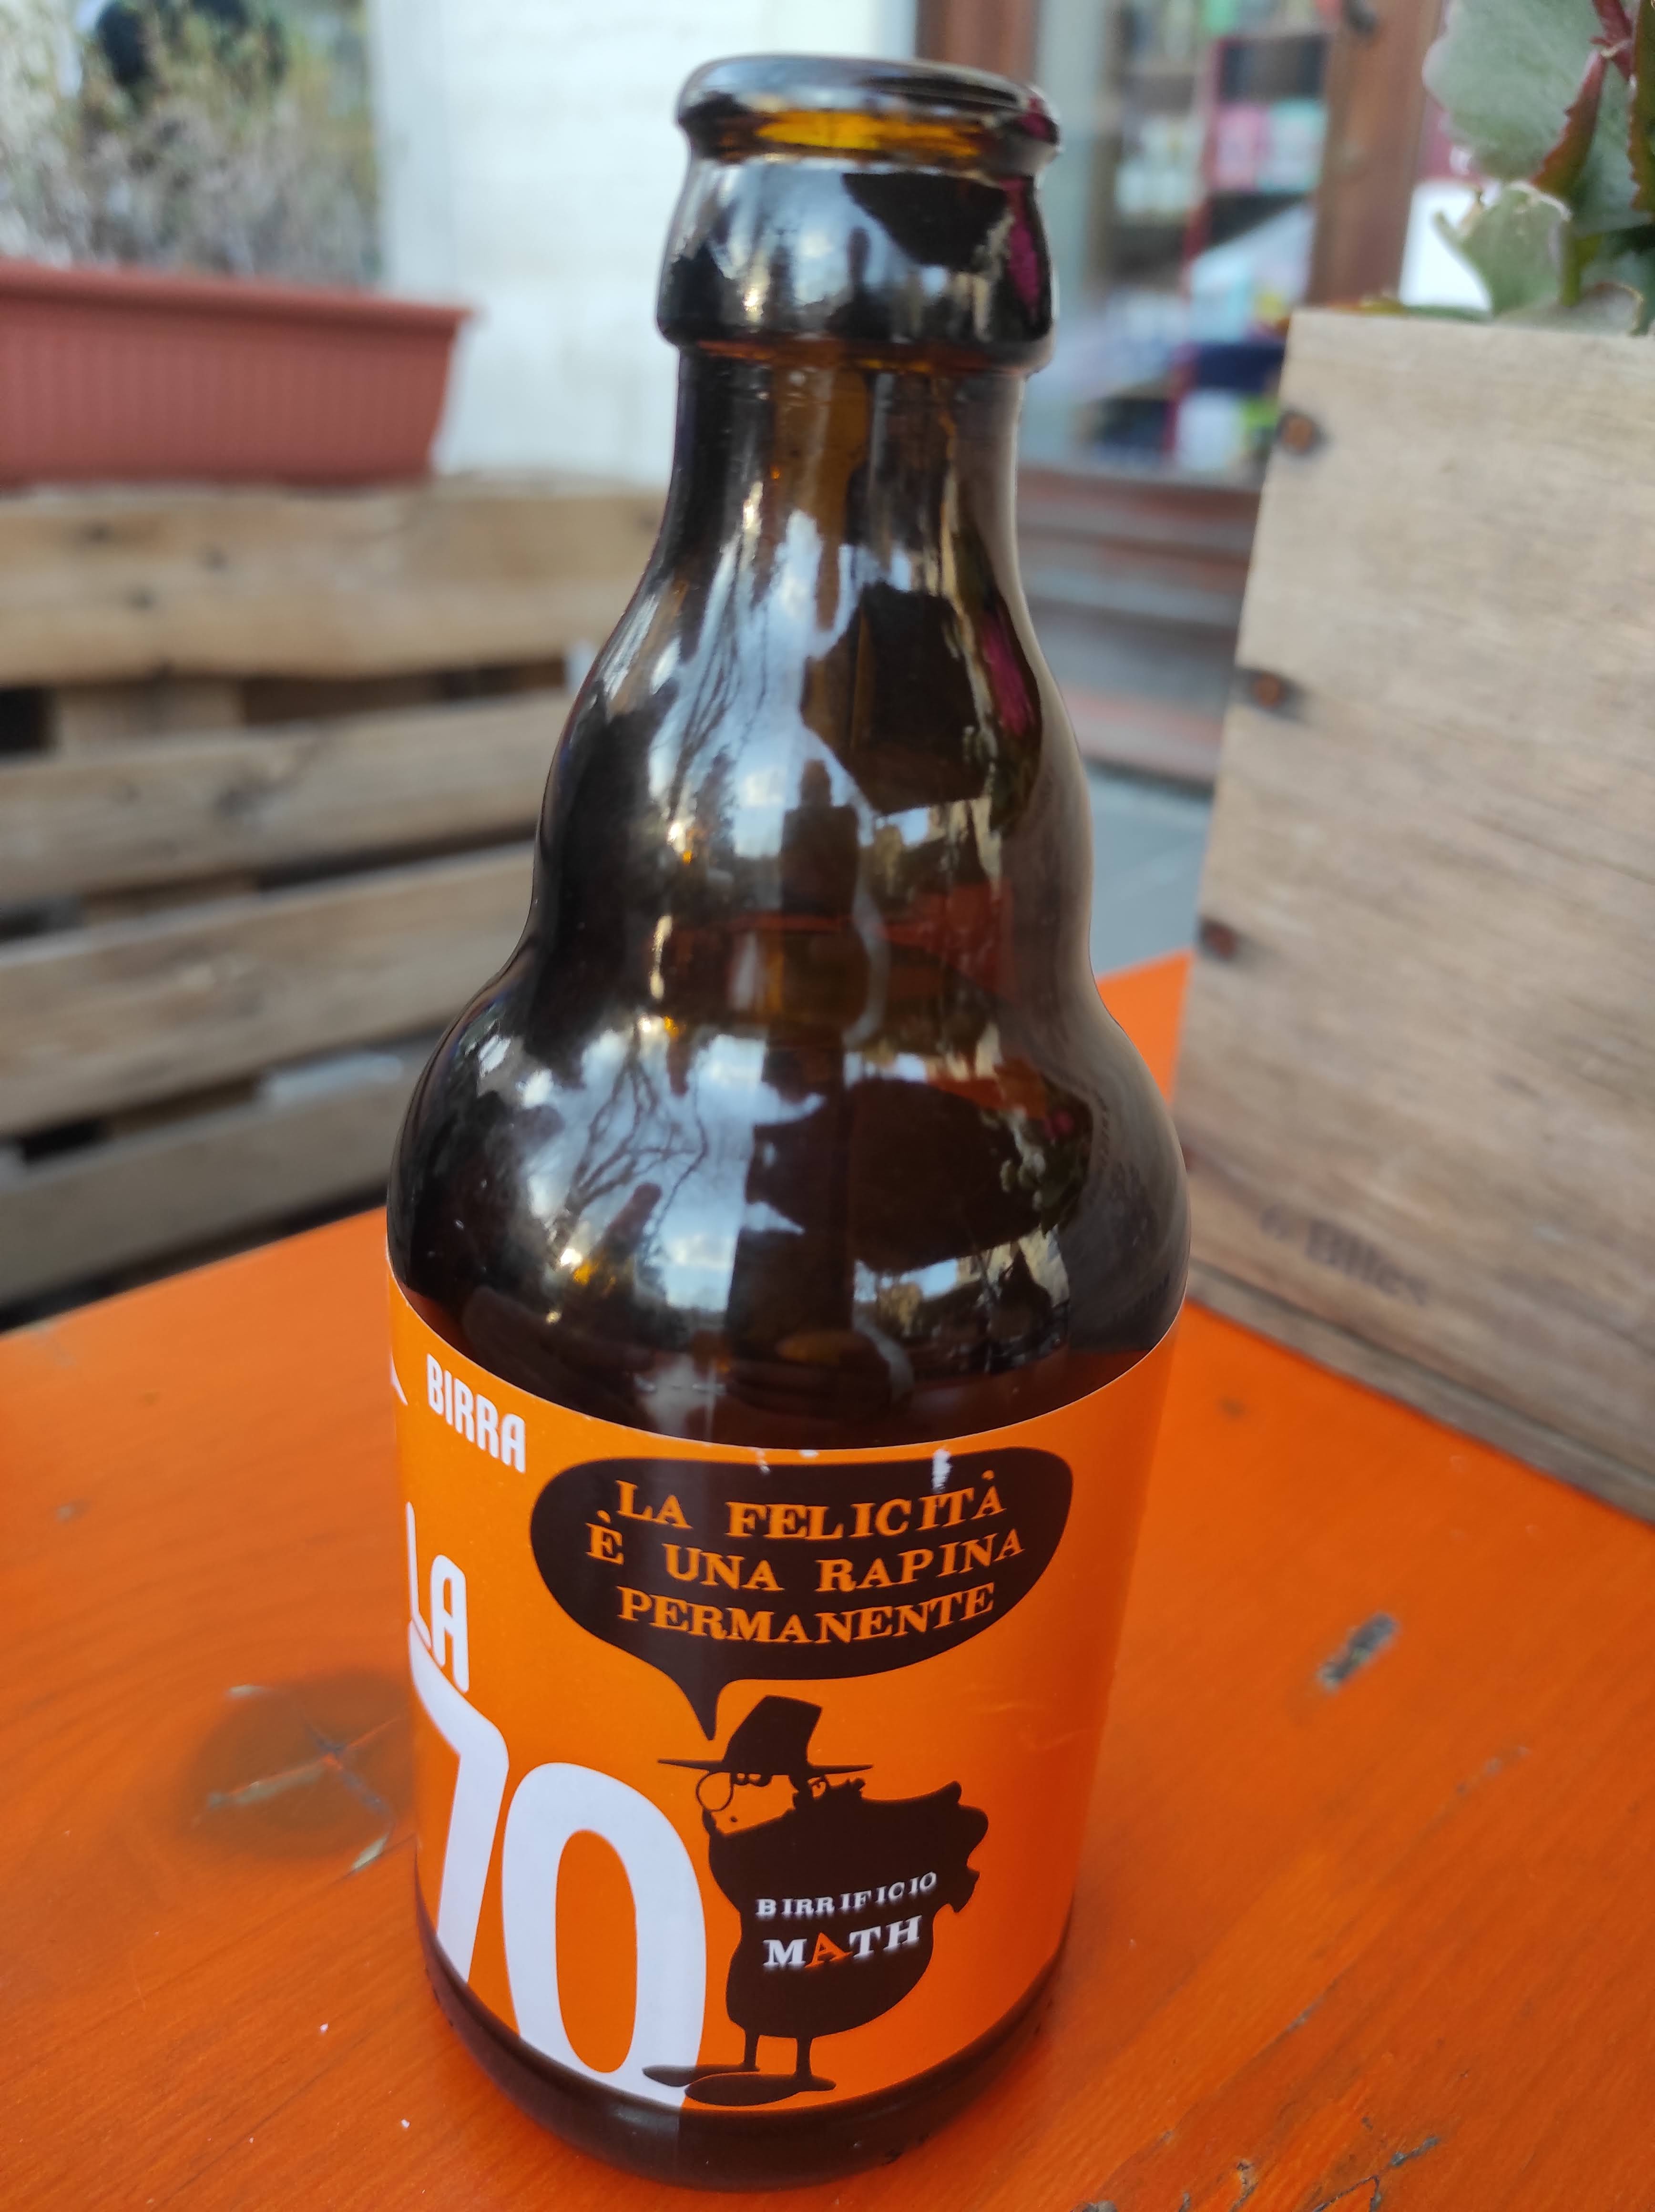 BIRRA
LA
70
LA FELICITÀ
È UNA RAPINA
PERMANENTE
BIRRIFICIO
MATH